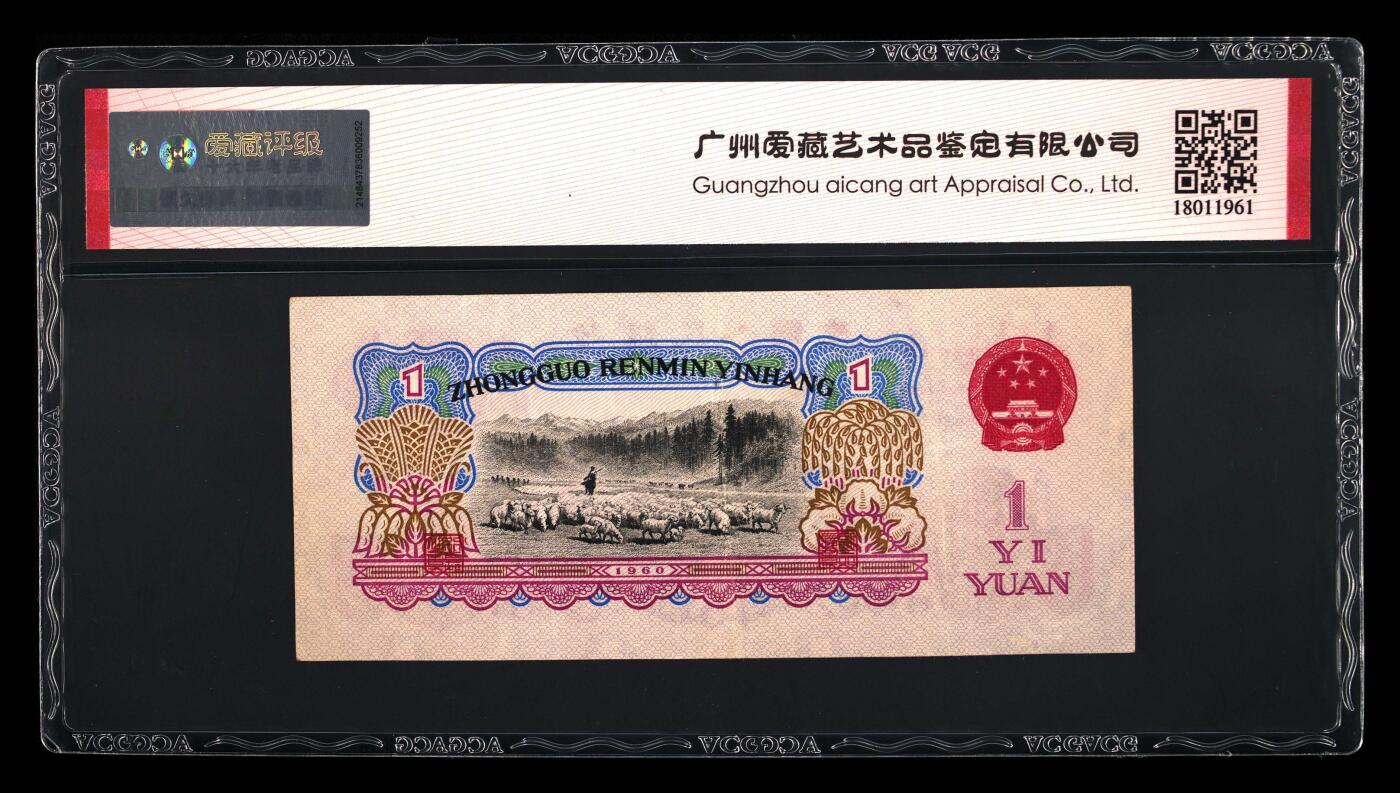 爱藏评级
2148437836009252
广州爱藏艺术品鉴定有限公司
Guangzhou aicang art Appraisal Co., Ltd.
18011961
ZHONGGUO RENMIN YINHANG
1
1
1960
1
YI
YUAN